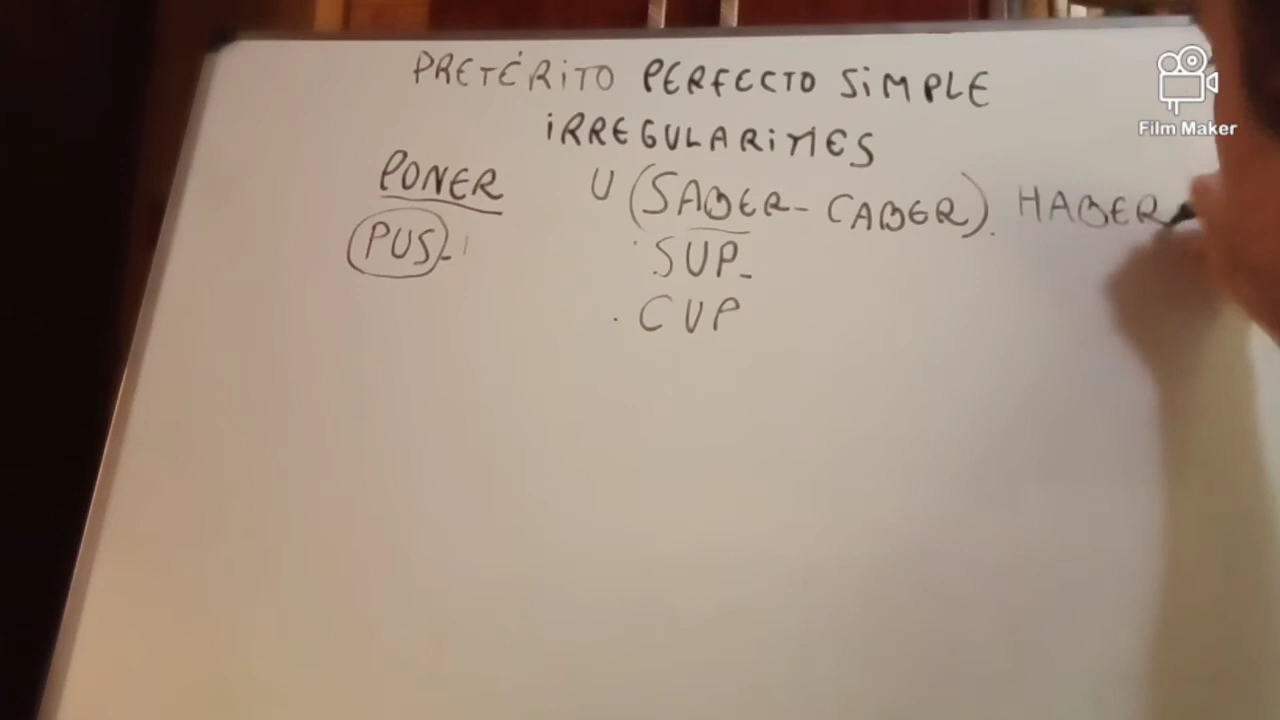 PRETÉRITO PERFECTO SIMPLE
IRREGULARITIES
PONER U (SABER - CABER). HABER
PUS- SUP-
CUP
Film Maker